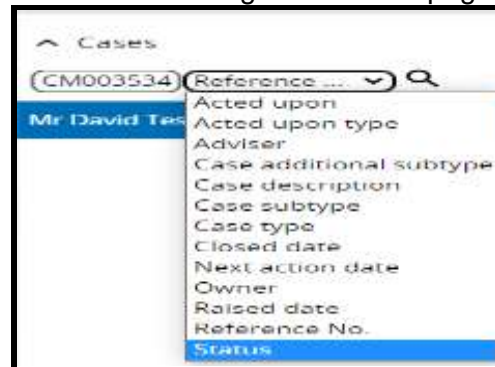 Cases
CM003534 Reference ...
Mr David Tes
Acted upon
Acted upon type
Adviser
Case additional subtype
Case description
Case subtype
Case type
Closed date
Next action date
Owner
Raised date
Reference No.
Status